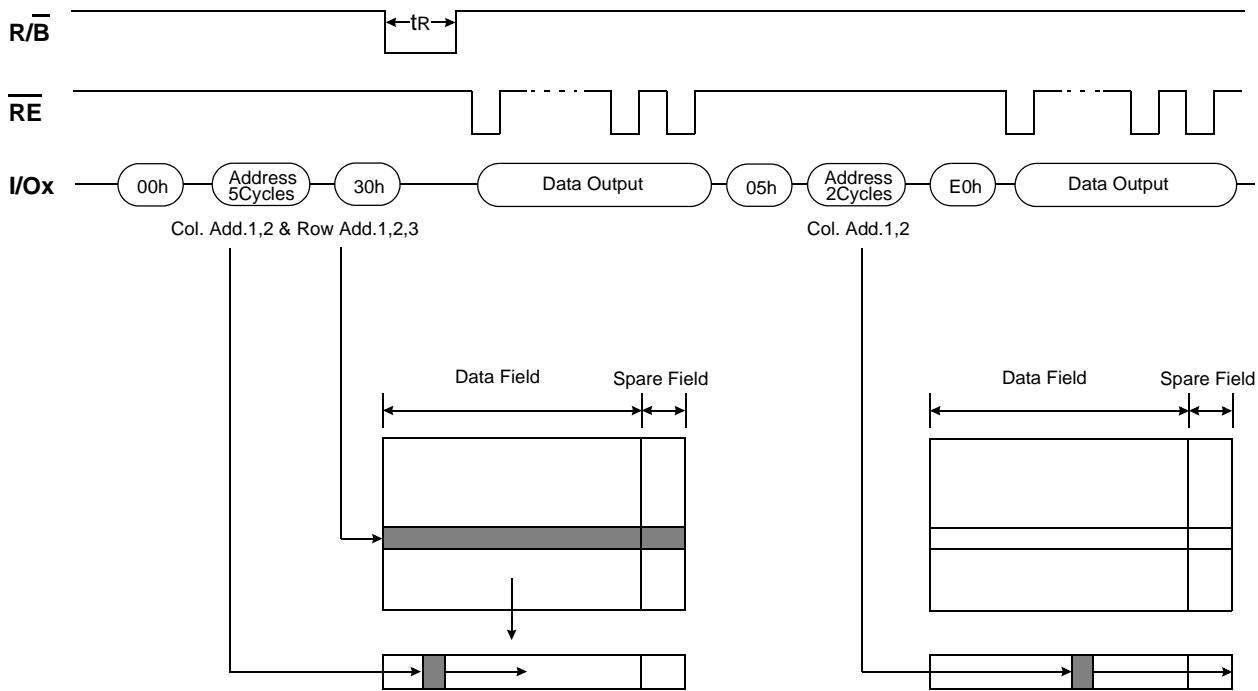 R/B
tR
RE
I/Ox
00h
Address
5Cycles
30h
Data Output
05h
Address
2Cycles
E0h
Data Output
Col. Add.1,2 & Row Add.1,2,3
Col. Add.1,2
Data Field
Spare Field
Data Field
Spare Field